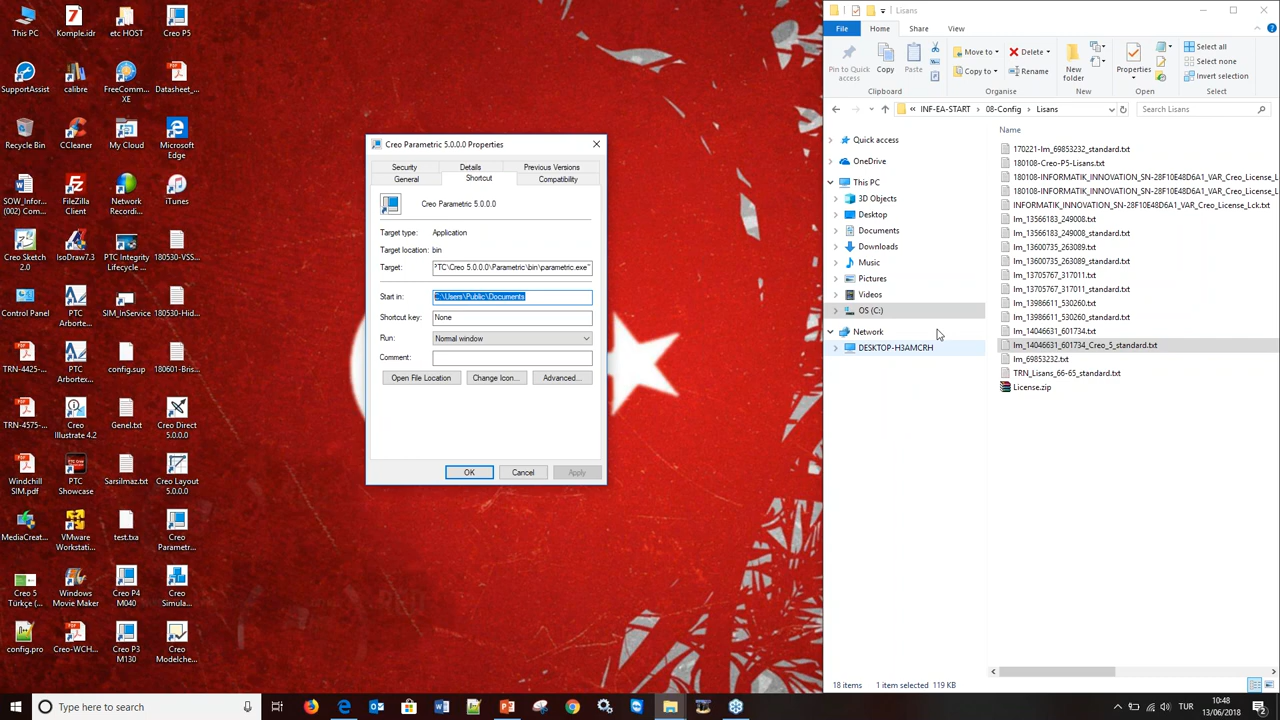 This PC
Komple.idr
etc HOST
Creo P5
SupportAssist
calibre
FreeComm... XE
Datasheet_...
Recycle Bin
CCleaner
My Cloud
Microsoft Edge
SOW_Infor... (002) Com...
FileZilla Client
Network Recordi...
iTunes
Creo Sketch 2.0
IsoDraw7.3
PTC Integrity Lifecycle ...
180530-VSS...
Control Panel
PTC Arborte...
SIM_InService
180530-Hid...
TRN-4425-...
PTC Arbortex...
config.sup
180601-Bris...
TRN-4575-...
Creo Illustrate 4.2
Genel.txt
Creo Direct 5.0.0.0
Windchill SIM.pdf
PTC Showcase
Sarsilmaz.txt
Creo Layout 5.0.0.0
MediaCreat...
VMware Workstati...
test.txa
Creo Parametr...
Creo 5 Türkçe (...
Windows Movie Maker
Creo P4 M040
Creo Simula...
config.pro
Creo-WCH...
Creo P3 M130
Creo Modelche...
Creo Parametric 5.0.0.0 Properties
Security
Details
Previous Versions
General
Shortcut
Compatibility
Creo Parametric 5.0.0.0
Target type: Application
Target location: bin
Target: PTC\Creo 5.0.0.0\Parametric\bin\parametric.exe"
Start in: C:\Users\Public\Documents
Shortcut key: None
Run: Normal window
Comment:
Open File Location
Change Icon...
Advanced...
OK
Cancel
Apply
Lisans
File
Home
Share
View
Pin to Quick access
Copy
Paste
Move to
Copy to
Delete
Rename
New folder
Properties
Select all
Select none
Invert selection
Clipboard
Organise
New
Open
Select
« INF-EA-START > 08-Config > Lisans
Search Lisans
Quick access
OneDrive
This PC
3D Objects
Desktop
Documents
Downloads
Music
Pictures
Videos
OS (C:)
Network
DESKTOP-H3AMCRH
Name
170221-lm_69853232_standard.txt
180108-Creo-P5-Lisans.txt
180108-INFORMATIK_INNOVATION_SN-28F10E48D6A1_VAR_Creo_License_
180108-INFORMATIK_INNOVATION_SN-28F10E48D6A1_VAR_Creo_License_
INFORMATIK_INNOVATION_SN-28F10E48D6A1_VAR_Creo_License_Lck.txt
lm_13566183_249008.txt
lm_13566183_249008_standard.txt
lm_13600735_263089.txt
lm_13600735_263089_standard.txt
lm_13705767_317011.txt
lm_13705767_317011_standard.txt
lm_13986611_530260.txt
lm_13986611_530260_standard.txt
lm_14046631_601734.txt
lm_14046631_601734_Creo_5_standard.txt
lm_69853232.txt
TRN_Lisans_66-65_standard.txt
License.zip
18 items
1 item selected 119 KB
Type here to search
TUR
10:48
13/06/2018